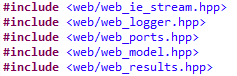 #include <web/web_ie_stream.hpp>
#include <web/web_logger.hpp>
#include <web/web_ports.hpp>
#include <web/web_model.hpp>
#include <web/web_results.hpp>